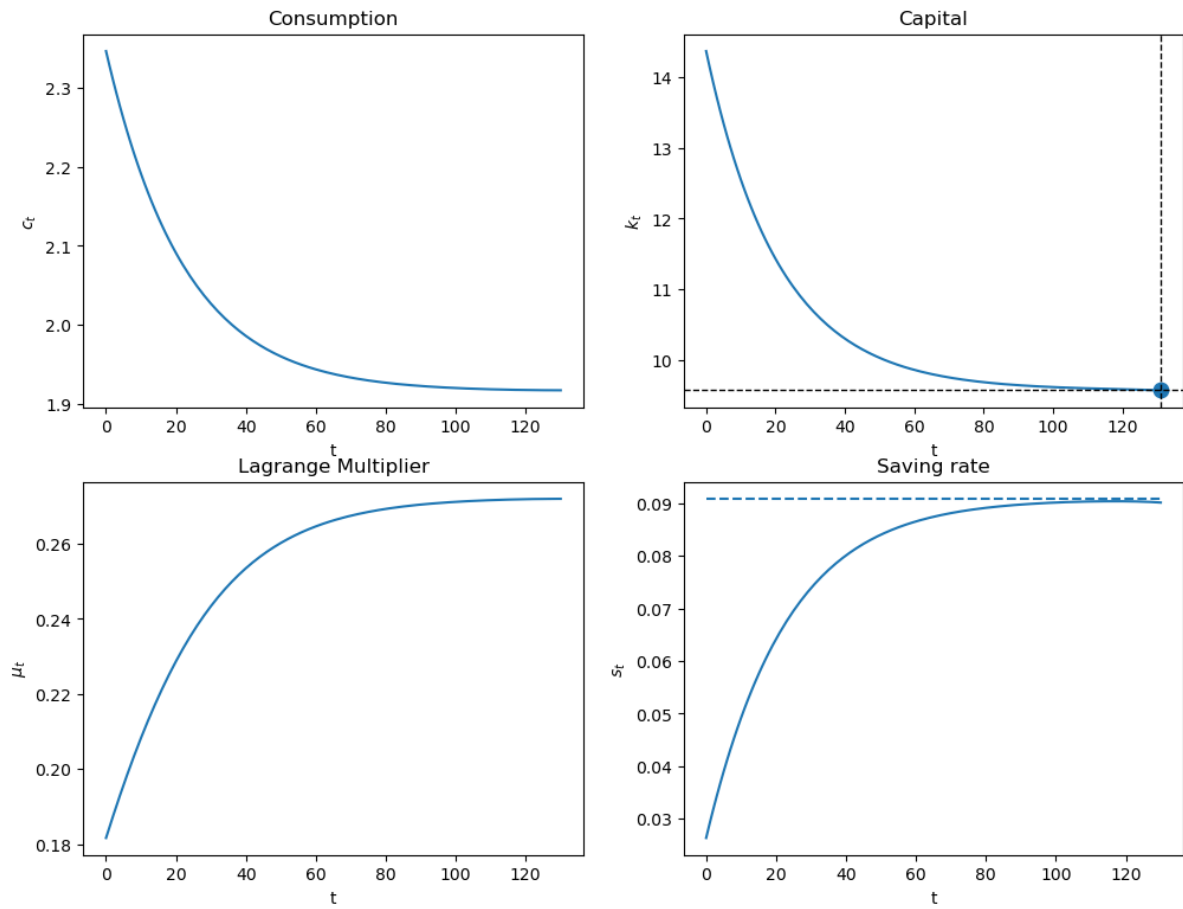 Consumption
2.3
2.2
2.1
2.0
1.9
c_t
0 20 40 60 80 100 120
t
Capital
14
13
12
11
10
k_t
0 20 40 60 80 100 120
t
Lagrange Multiplier
0.26
0.24
0.22
0.20
0.18
μ_t
0 20 40 60 80 100 120
t
Saving rate
0.09
0.08
0.07
0.06
0.05
0.04
0.03
s_t
0 20 40 60 80 100 120
t